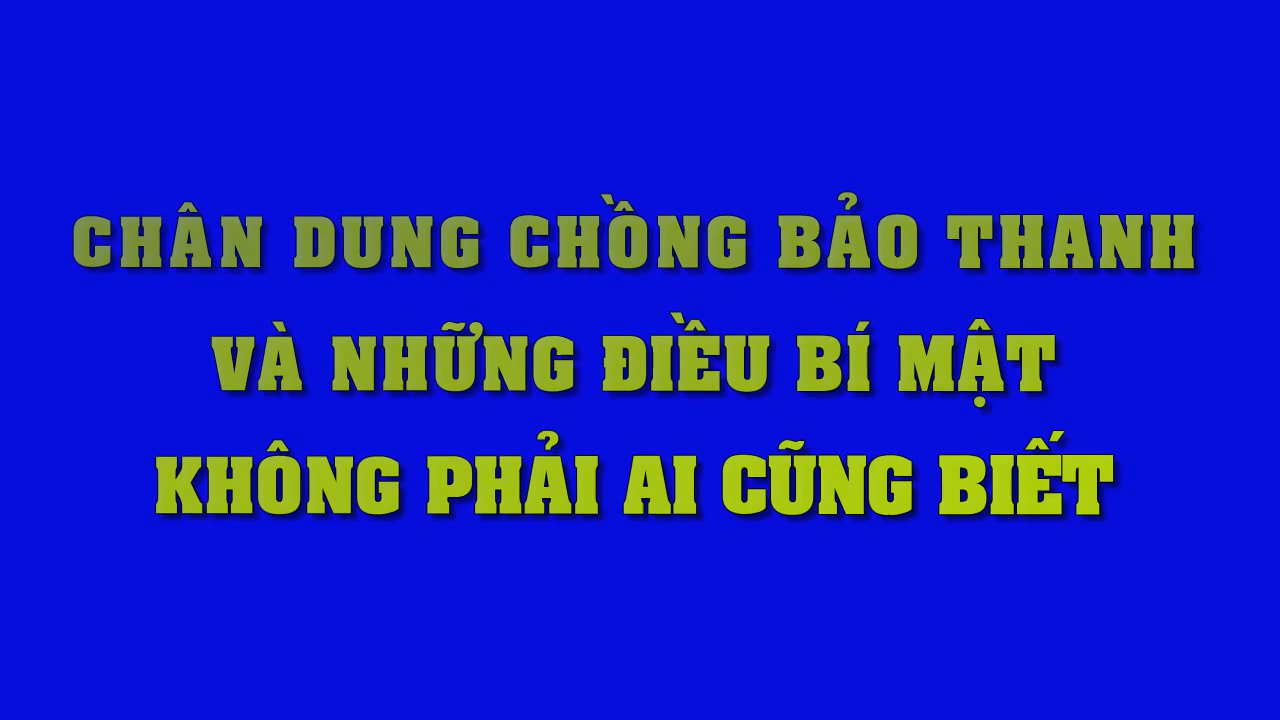 CHÂN DUNG CHỒNG BẢO THANH
VÀ NHỮNG ĐIỀU BÍ MẬT
KHÔNG PHẢI AI CŨNG BIẾT